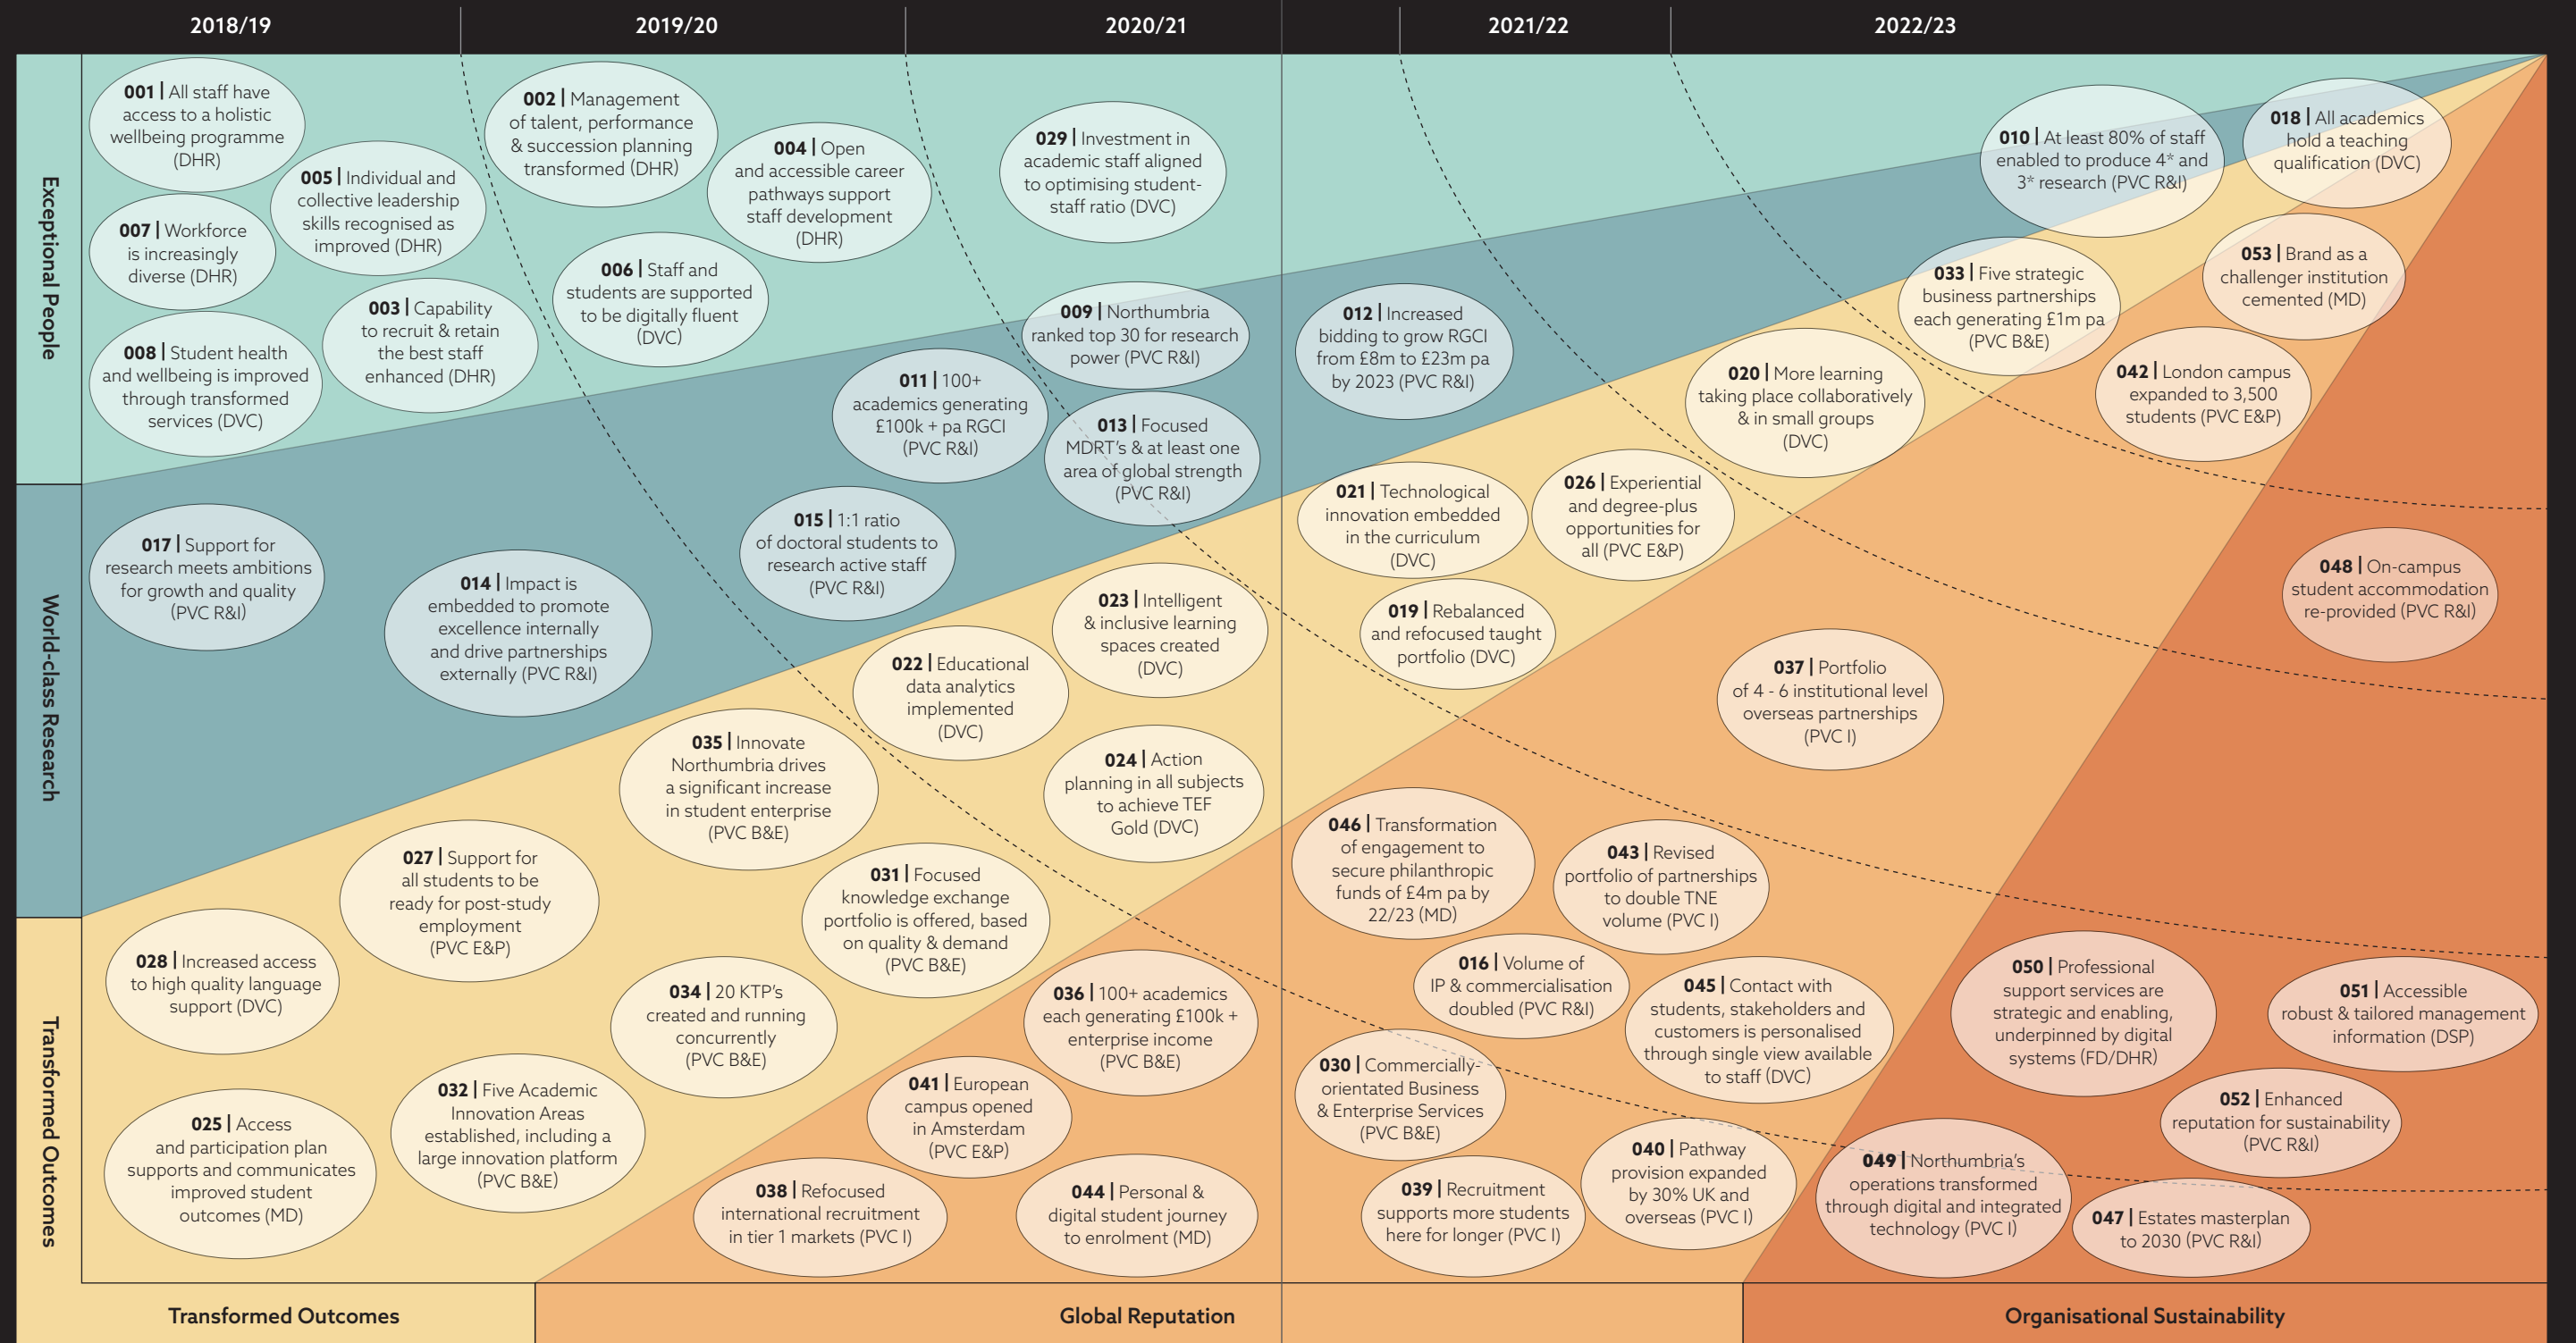 2018/19
2019/20
2020/21
2021/22
2022/23
Exceptional People
World-class Research
Transformed Outcomes
001 | All staff have
access to a holistic
wellbeing programme
(DHR)
005 | Individual and
collective leadership
skills recognised as
improved (DHR)
007 | Workforce
is increasingly
diverse (DHR)
003 | Capability
to recruit & retain
the best staff
enhanced (DHR)
008 | Student health
and wellbeing is improved
through transformed
services (DVC)
002 | Management
of talent, performance
& succession planning
transformed (DHR)
004 | Open
and accessible career
pathways support
staff development
(DHR)
006 | Staff and
students are supported
to be digitally fluent
(DVC)
029 | Investment in
academic staff aligned
to optimising student-
staff ratio (DVC)
010 | At least 80% of staff
enabled to produce 4* and
3* research (PVC R&I)
018 | All academics
hold a teaching
qualification (DVC)
009 | Northumbria
ranked top 30 for research
power (PVC R&I)
011 | 100+
academics generating
£100k + pa RGCI
(PVC R&I)
013 | Focused
MDRT's & at least one
area of global strength
(PVC R&I)
012 | Increased
bidding to grow RGCI
from £8m to £23m pa
by 2023 (PVC R&I)
033 | Five strategic
business partnerships
each generating £1m pa
(PVC B&E)
053 | Brand as a
challenger institution
cemented (MD)
020 | More learning
taking place collaboratively
& in small groups
(DVC)
042 | London campus
expanded to 3,500
students (PVC E&P)
017 | Support for
research meets ambitions
for growth and quality
(PVC R&I)
014 | Impact is
embedded to promote
excellence internally
and drive partnerships
externally (PVC R&I)
015 | 1:1 ratio
of doctoral students to
research active staff
(PVC R&I)
021 | Technological
innovation embedded
in the curriculum
(DVC)
026 | Experiential
and degree-plus
opportunities for
all (PVC E&P)
023 | Intelligent
& inclusive learning
spaces created
(DVC)
019 | Rebalanced
and refocused taught
portfolio (DVC)
048 | On-campus
student accommodation
re-provided (PVC R&I)
022 | Educational
data analytics
implemented
(DVC)
037 | Portfolio
of 4 - 6 institutional level
overseas partnerships
(PVC I)
035 | Innovate
Northumbria drives
a significant increase
in student enterprise
(PVC B&E)
024 | Action
planning in all subjects
to achieve TEF
Gold (DVC)
027 | Support for
all students to be
ready for post-study
employment
(PVC E&P)
031 | Focused
knowledge exchange
portfolio is offered, based
on quality & demand
(PVC B&E)
046 | Transformation
of engagement to
secure philanthropic
funds of £4m pa by
22/23 (MD)
043 | Revised
portfolio of partnerships
to double TNE
volume (PVC I)
028 | Increased access
to high quality language
support (DVC)
034 | 20 KTP's
created and running
concurrently
(PVC B&E)
036 | 100+ academics
each generating £100k +
enterprise income
(PVC B&E)
016 | Volume of
IP & commercialisation
doubled (PVC R&I)
045 | Contact with
students, stakeholders and
customers is personalised
through single view available
to staff (DVC)
050 | Professional
support services are
strategic and enabling,
underpinned by digital
systems (FD/DHR)
051 | Accessible
robust & tailored management
information (DSP)
025 | Access
and participation plan
supports and communicates
improved student
outcomes (MD)
032 | Five Academic
Innovation Areas
established, including a
large innovation platform
(PVC B&E)
041 | European
campus opened
in Amsterdam
(PVC E&P)
030 | Commercially-
orientated Business
& Enterprise Services
(PVC B&E)
052 | Enhanced
reputation for sustainability
(PVC R&I)
038 | Refocused
international recruitment
in tier 1 markets (PVC I)
044 | Personal &
digital student journey
to enrolment (MD)
039 | Recruitment
supports more students
here for longer (PVC I)
040 | Pathway
provision expanded
by 30% UK and
overseas (PVC I)
049 | Northumbria's
operations transformed
through digital and integrated
technology (PVC I)
047 | Estates masterplan
to 2030 (PVC R&I)
Transformed Outcomes
Global Reputation
Organisational Sustainability